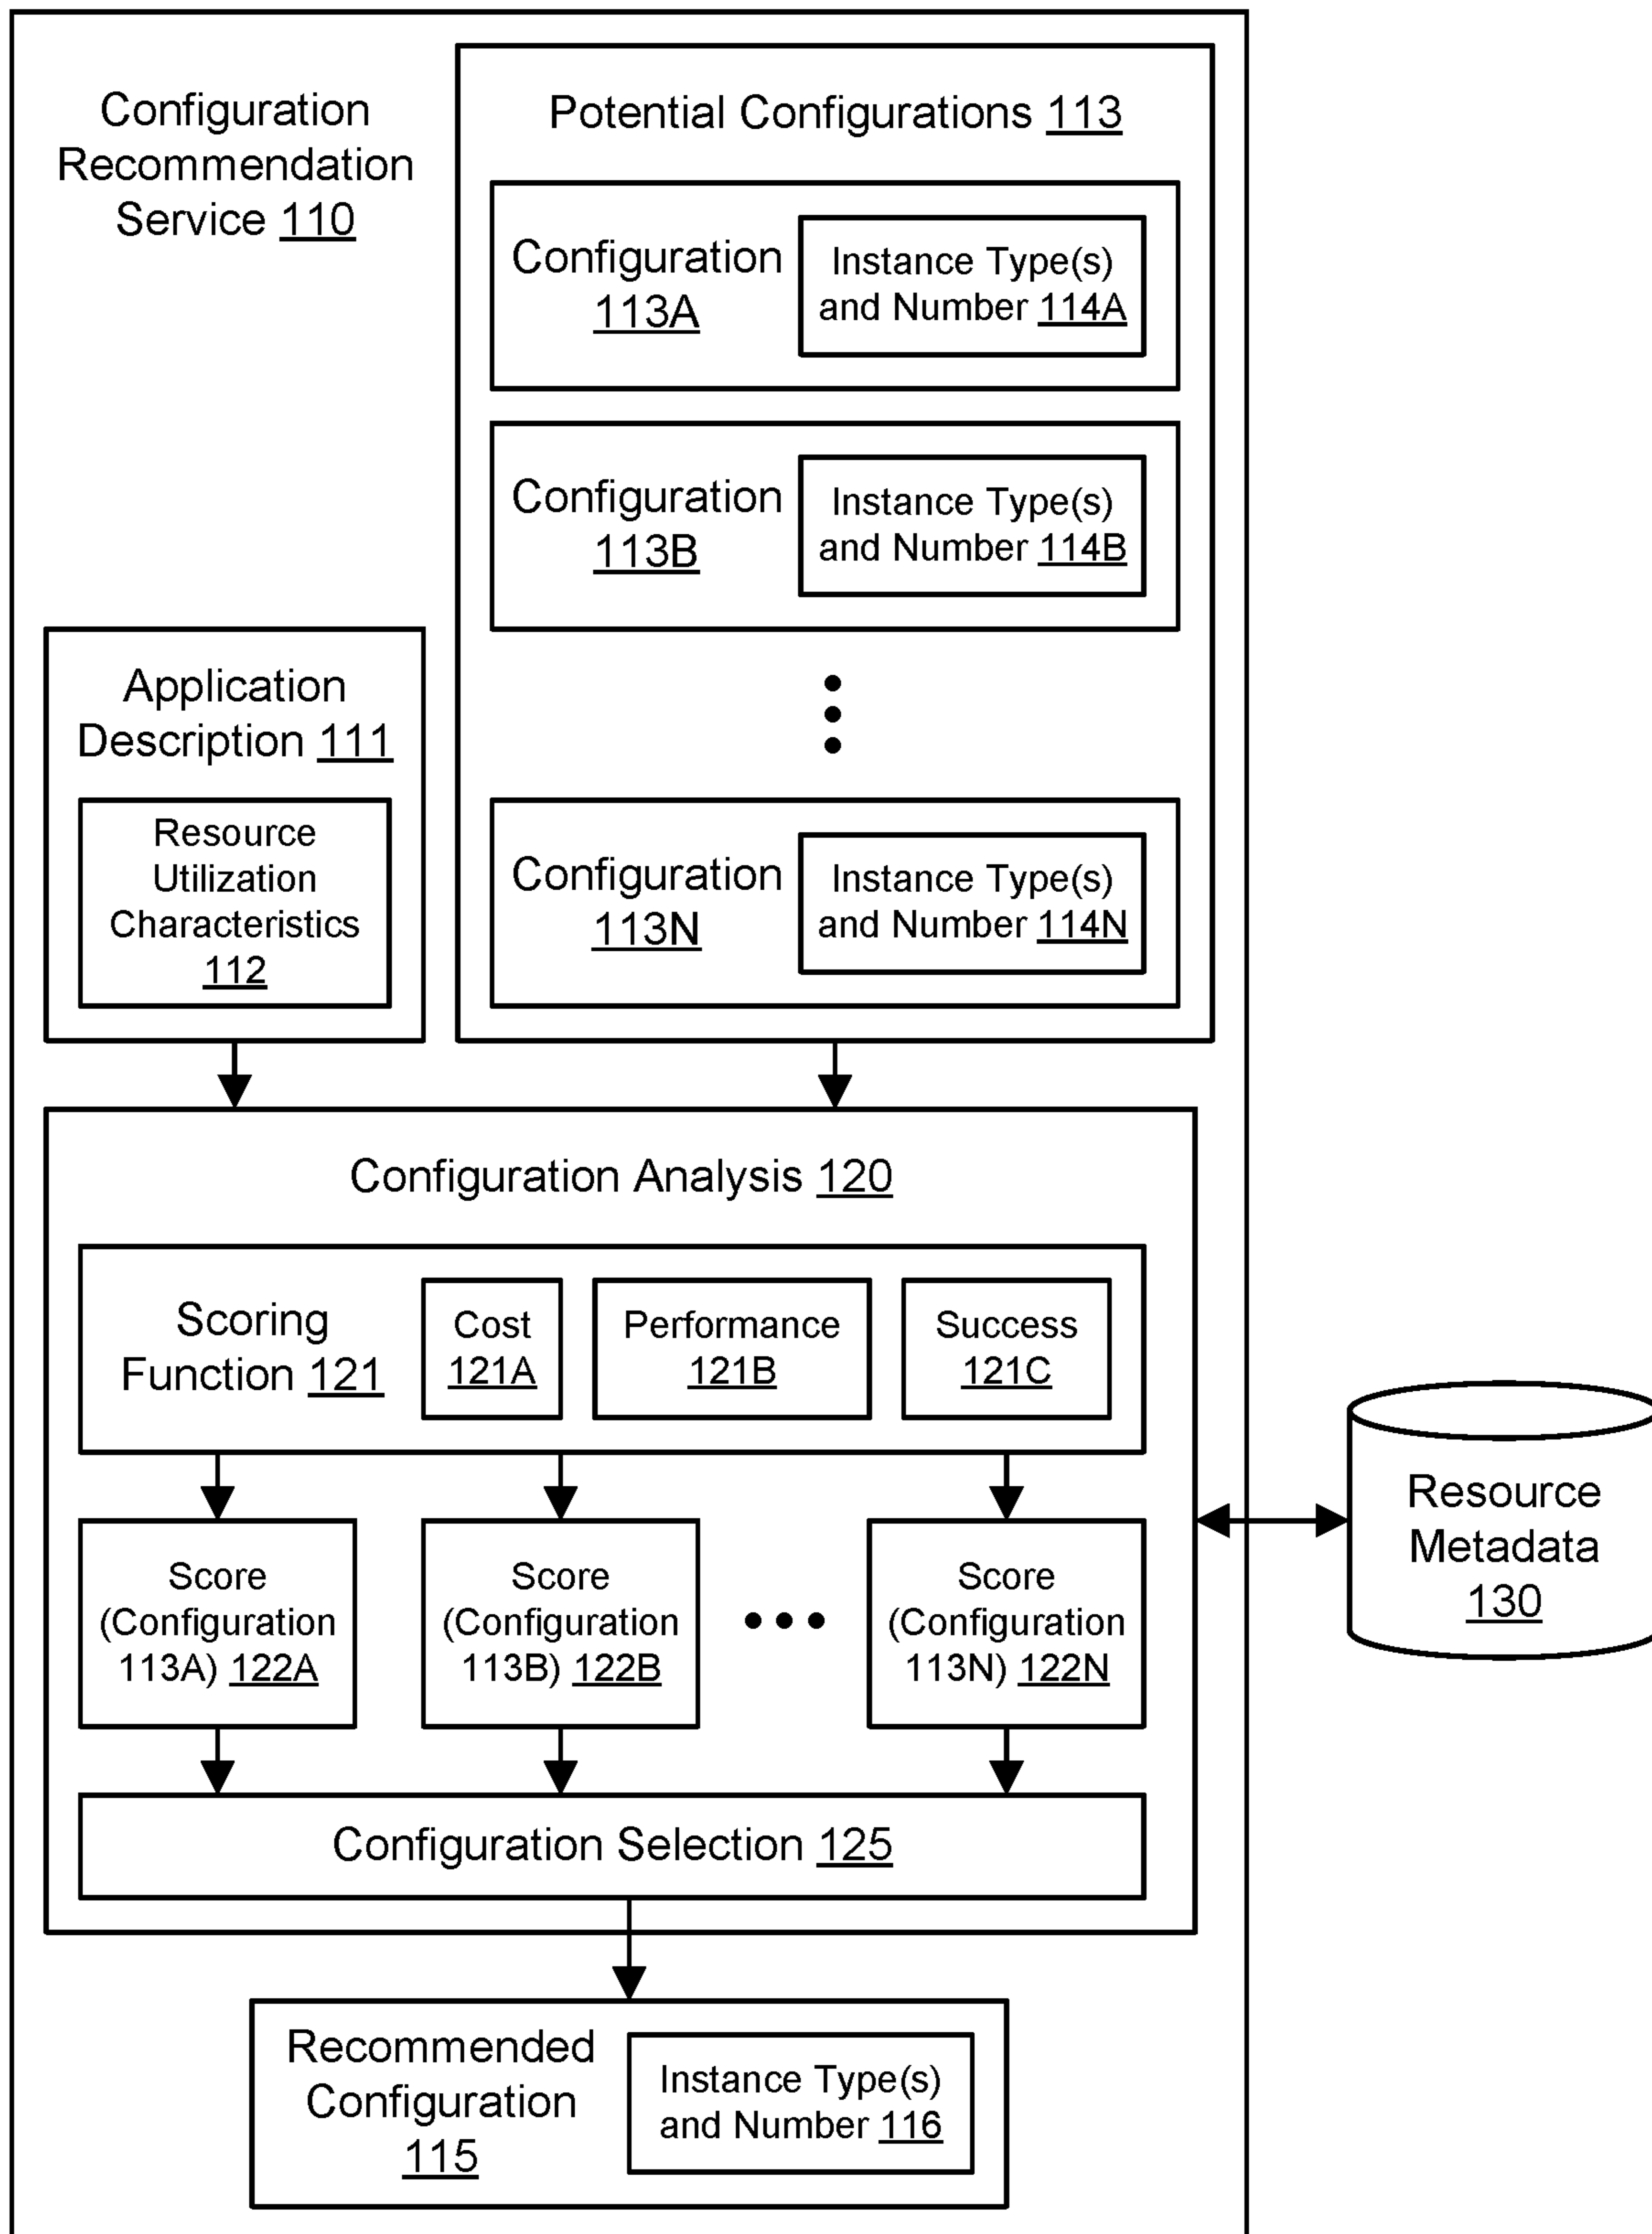 Configuration
Recommendation
Service 110
Potential Configurations 113
Configuration
113A
Instance Type(s)
and Number 114A
Configuration
113B
Instance Type(s)
and Number 114B
Application
Description 111
Resource
Utilization
Characteristics
112
Configuration
113N
Instance Type(s)
and Number 114N
Configuration Analysis 120
Scoring
Function 121
Cost
121A
Performance
121B
Success
121C
Score
(Configuration
113A) 122A
Score
(Configuration
113B) 122B
Score
(Configuration
113N) 122N
Resource
Metadata
130
Configuration Selection 125
Recommended
Configuration
115
Instance Type(s)
and Number 116